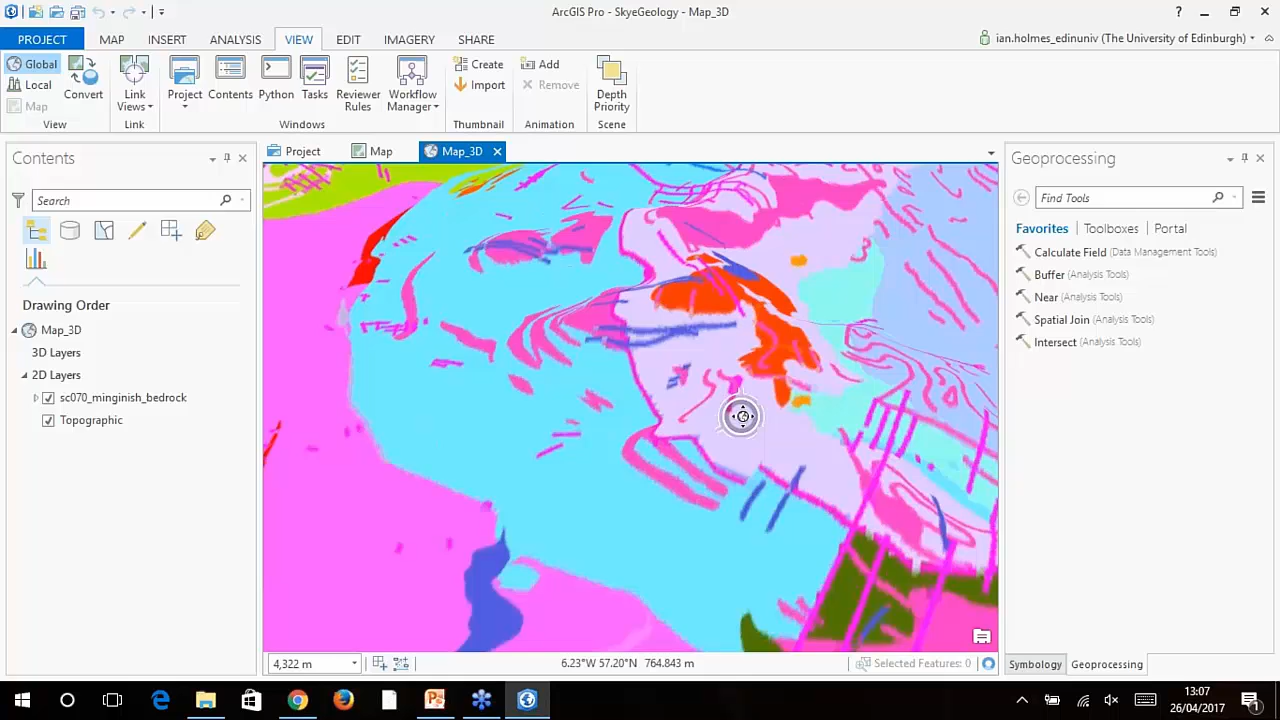 ArcGIS Pro - SkyeGeology - Map_3D
?
PROJECT MAP INSERT ANALYSIS VIEW EDIT IMAGERY SHARE
ian.holmes_edinuniv (The University of Edinburgh)
Global
Local
Map
Convert
View
Link Views
Link
Project
Contents
Python
Tasks
Reviewer Rules
Workflow Manager
Windows
Create
Import
Thumbnail
Add
Remove
Animation
Depth Priority
Scene
Contents
Search
Drawing Order
Map_3D
3D Layers
2D Layers
sc070_minginish_bedrock
Topographic
Project Map Map_3D
4,322 m
6.23°W 57.20°N 764.843 m
Selected Features: 0
Geoprocessing
Find Tools
Favorites Toolboxes Portal
Calculate Field (Data Management Tools)
Buffer (Analysis Tools)
Near (Analysis Tools)
Spatial Join (Analysis Tools)
Intersect (Analysis Tools)
Symbology Geoprocessing
13:07
26/04/2017
1